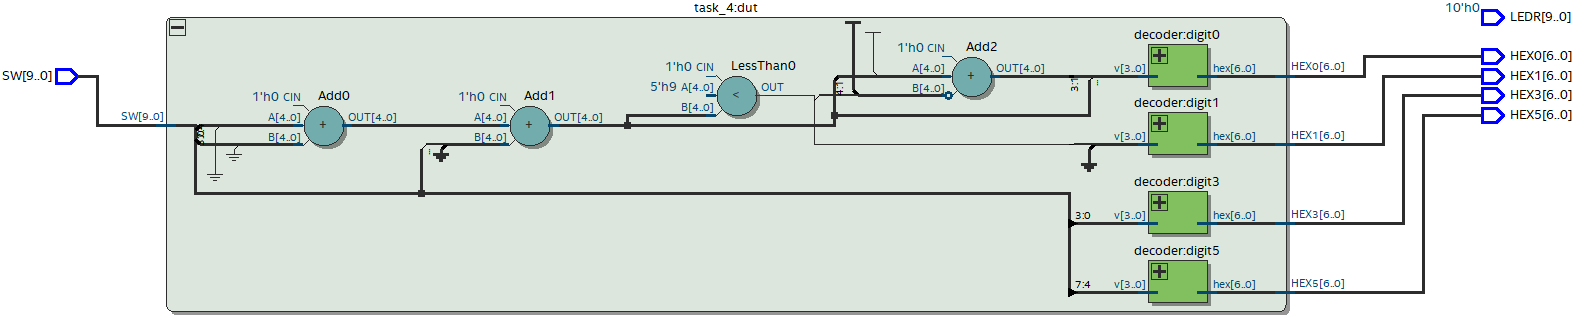 task_4:dut
10'h0
LEDR[9..0]
SW[9..0]
SW[9..0]
1'h0 CIN
Add0
A[4..0]
B[4..0]
+
OUT[4..0]
1'h0 CIN
Add1
A[4..0]
B[4..0]
+
OUT[4..0]
1'h0 CIN
LessThan0
5'h9 A[4..0]
B[4..0]
<
OUT
4:1
1'h0 CIN
Add2
A[4..0]
B[4..0]
+
OUT[4..0]
3:1
decoder:digit0
v[3..0]
hex[6..0]
HEX0[6..0]
HEX0[6..0]
decoder:digit1
v[3..0]
hex[6..0]
HEX1[6..0]
HEX1[6..0]
decoder:digit3
3:0
v[3..0]
hex[6..0]
HEX3[6..0]
HEX3[6..0]
decoder:digit5
7:4
v[3..0]
hex[6..0]
HEX5[6..0]
HEX5[6..0]